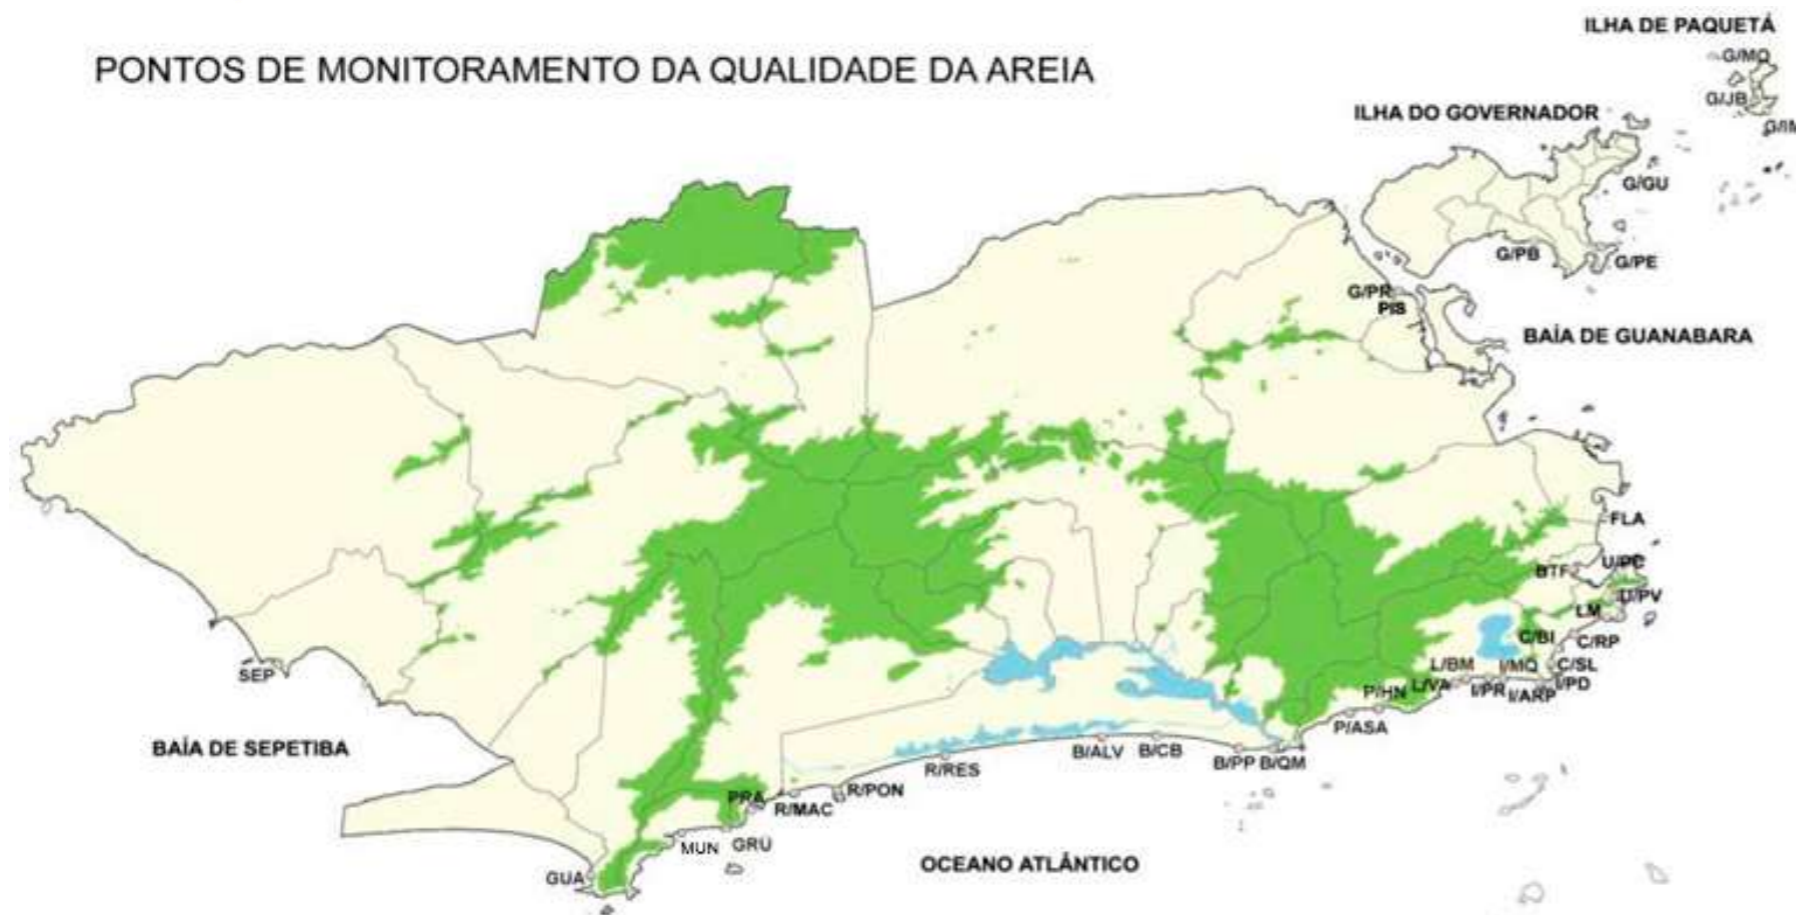 ILHA DE PAQUETÁ
PONTOS DE MONITORAMENTO DA QUALIDADE DA AREIA
G/MO
G/JB
G/IM
ILHA DO GOVERNADOR
G/GU
G/PB
G/PE
G/PR
PIS
BAÍA DE GUANABARA
FLA
U/PC
BTF
U/PV
LM
C/BI
C/RP
L/BM
I/MQ
C/SL
SEP
P/HN
L/VA
I/PR
I/ARP
I/PD
P/ASA
BAÍA DE SEPETIBA
B/ALV
B/CB
B/PP
B/QM
R/RES
PRA
R/MAC
R/PON
MUN
GRU
OCEANO ATLÂNTICO
GUA